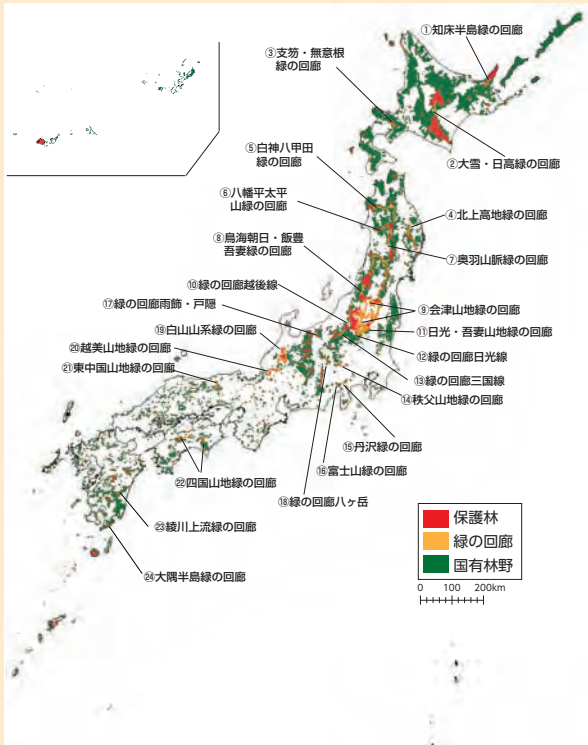 ①知床半島緑の回廊
③支笏・無意根
緑の回廊
⑤白神八甲田
緑の回廊
②大雪・日高緑の回廊
⑥八幡平太平
山緑の回廊
④北上高地緑の回廊
⑧鳥海朝日・飯豊
吾妻緑の回廊
⑦奥羽山脈緑の回廊
⑩緑の回廊越後線
⑰緑の回廊雨飾・戸隠
⑨会津山地緑の回廊
⑲白山山系緑の回廊
⑪日光・吾妻山地緑の回廊
⑳越美山地緑の回廊
⑫緑の回廊日光線
㉑東中国山地緑の回廊
⑬緑の回廊三国線
⑭秩父山地緑の回廊
⑮丹沢緑の回廊
⑯富士山緑の回廊
㉒四国山地緑の回廊
⑱緑の回廊八ヶ岳
㉓綾川上流緑の回廊
㉔大隅半島緑の回廊
保護林
緑の回廊
国有林野
0 100 200km